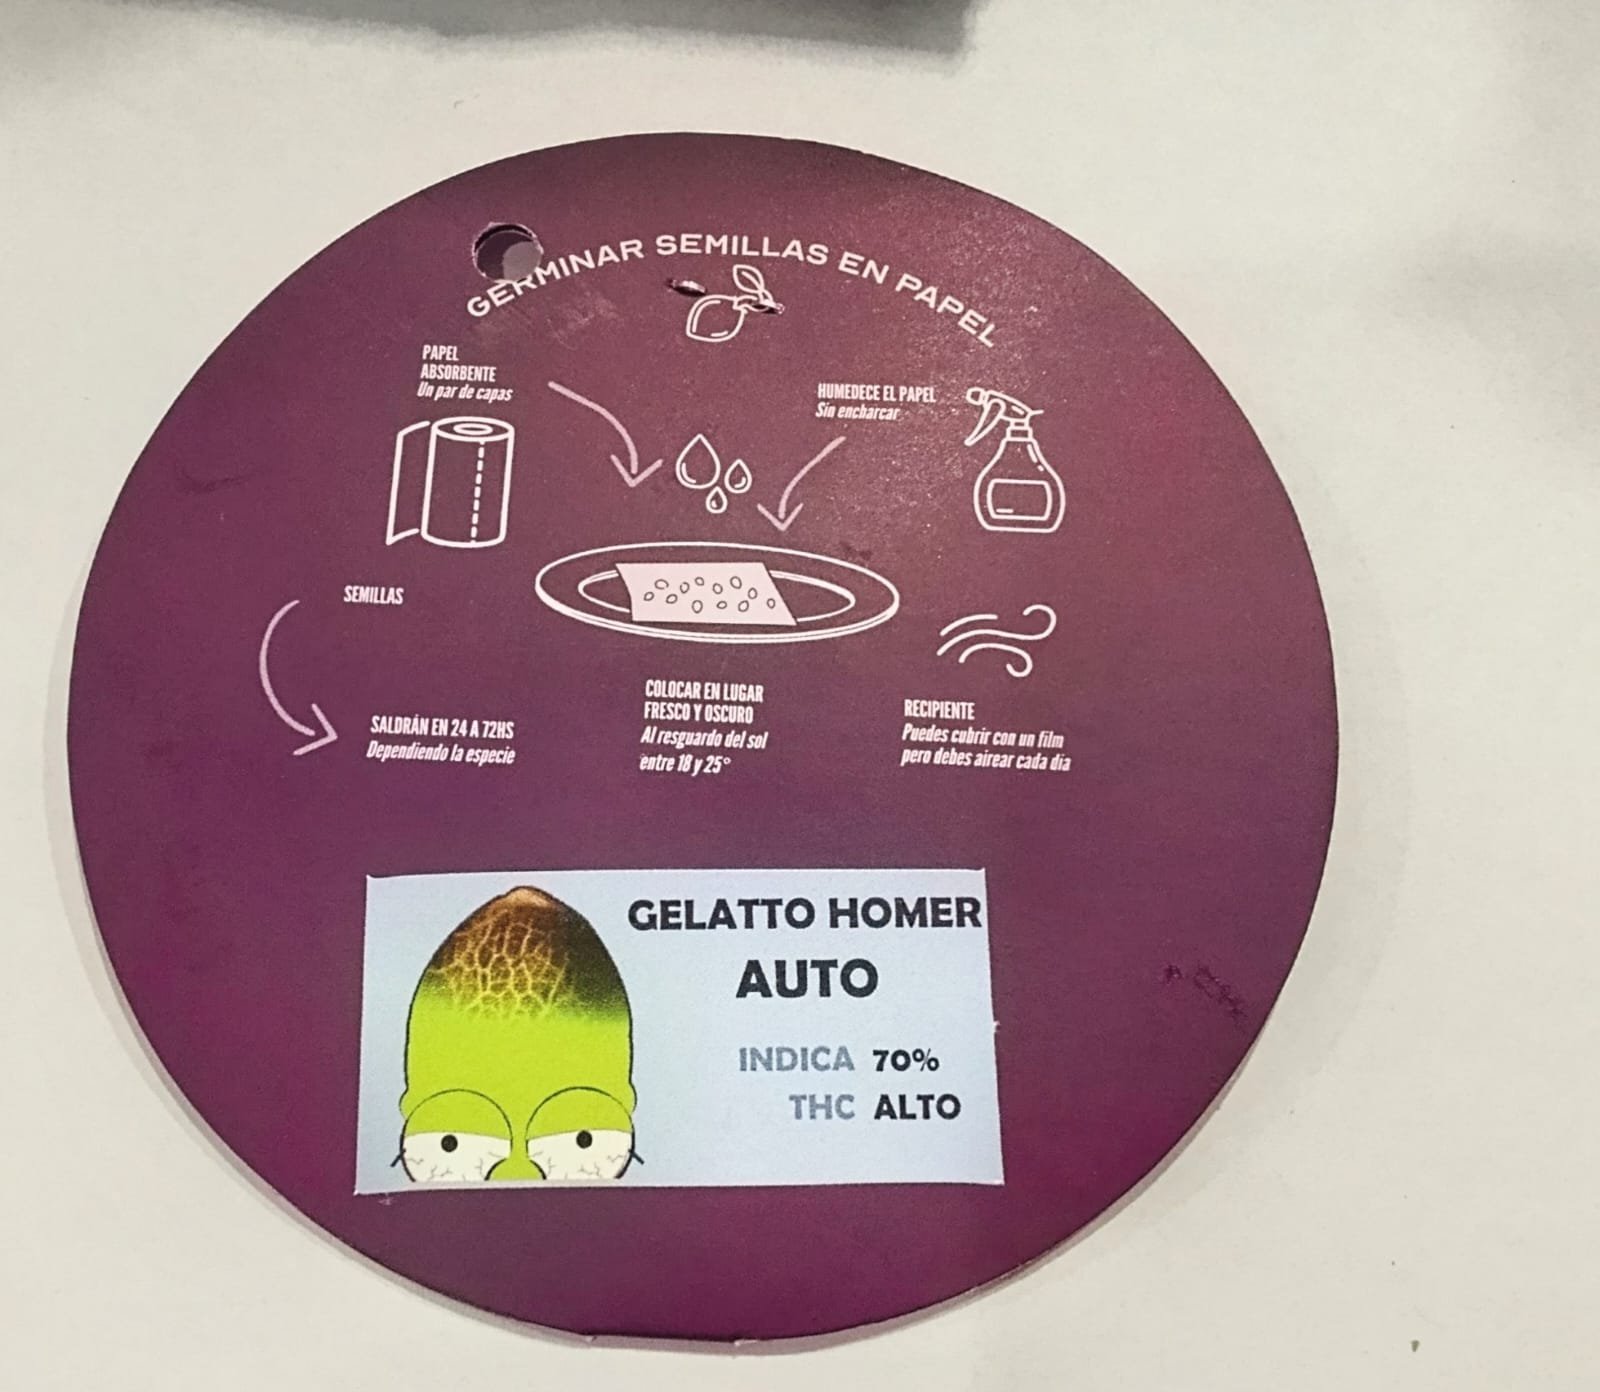 GERMINAR SEMILLAS EN PAPEL
PAPEL
ABSORBENTE
Un par de capas
HUMEDECE EL PAPEL
Sin encharcar
SEMILLAS
SALDRÁN EN 24 A 72HS
Dependiendo la especie
COLOCAR EN LUGAR
FRESCO Y OSCURO
Al resguardo del sol
entre 18 y 25°
RECIPIENTE
Puedes cubrir con un film
pero debes airear cada dia
GELATTO HOMER
AUTO
INDICA 70%
THC ALTO